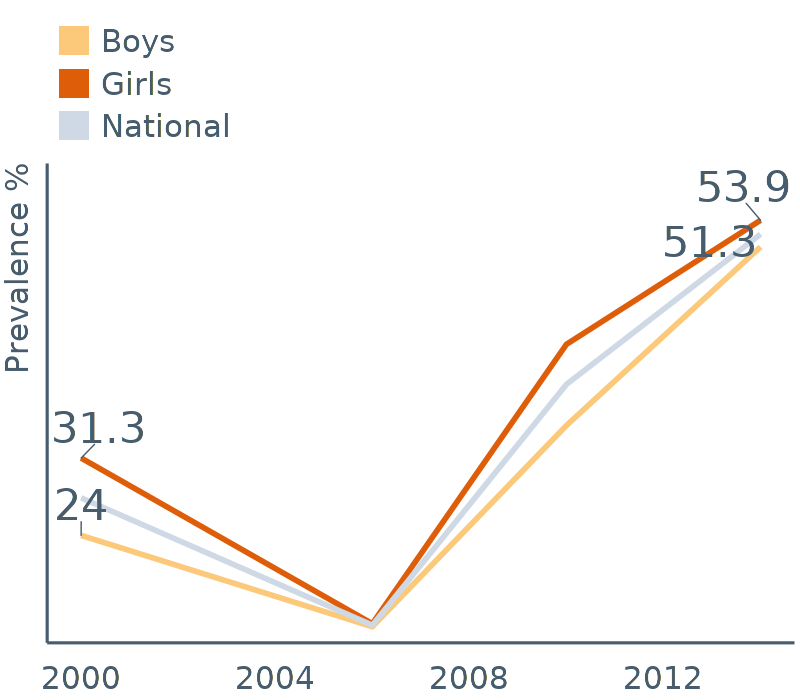 Boys
Girls
National
Prevalence %
53.9
51.3
31.3
24
2000 2004 2008 2012